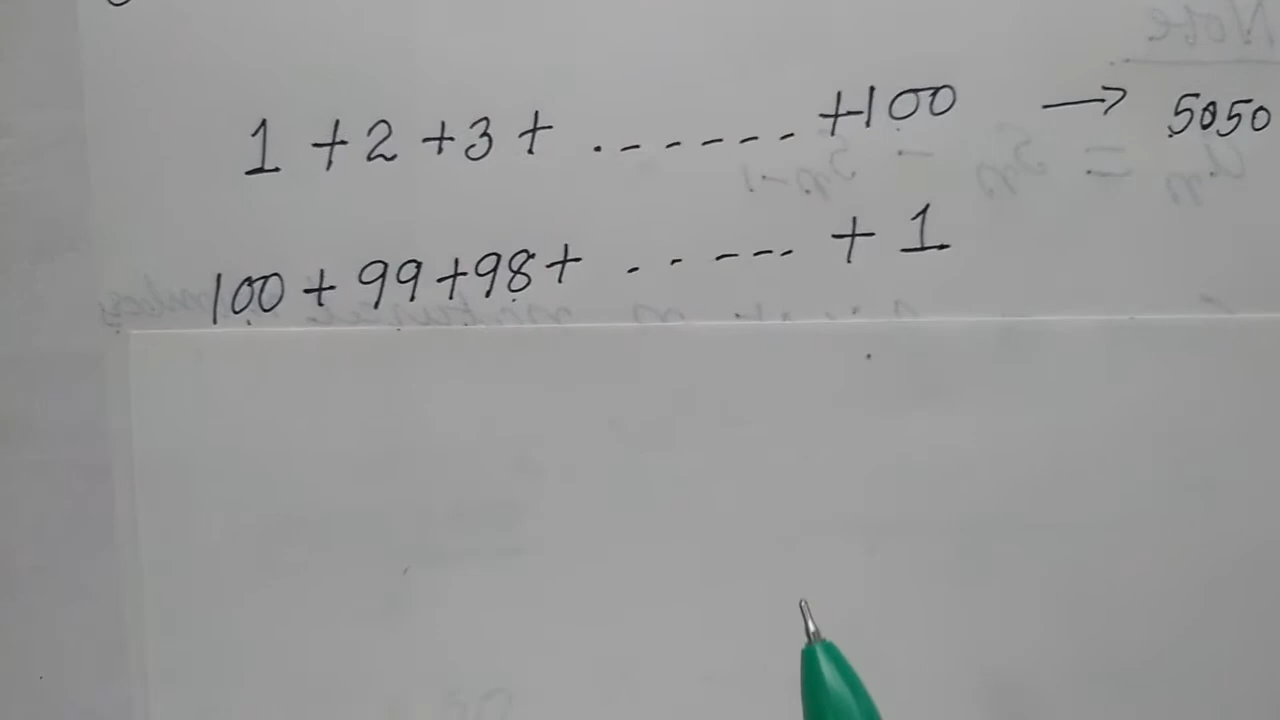 1 + 2 + 3 + . - - - - - - + 100 → 5050
100 + 99 + 98 + - - - - - - + 1